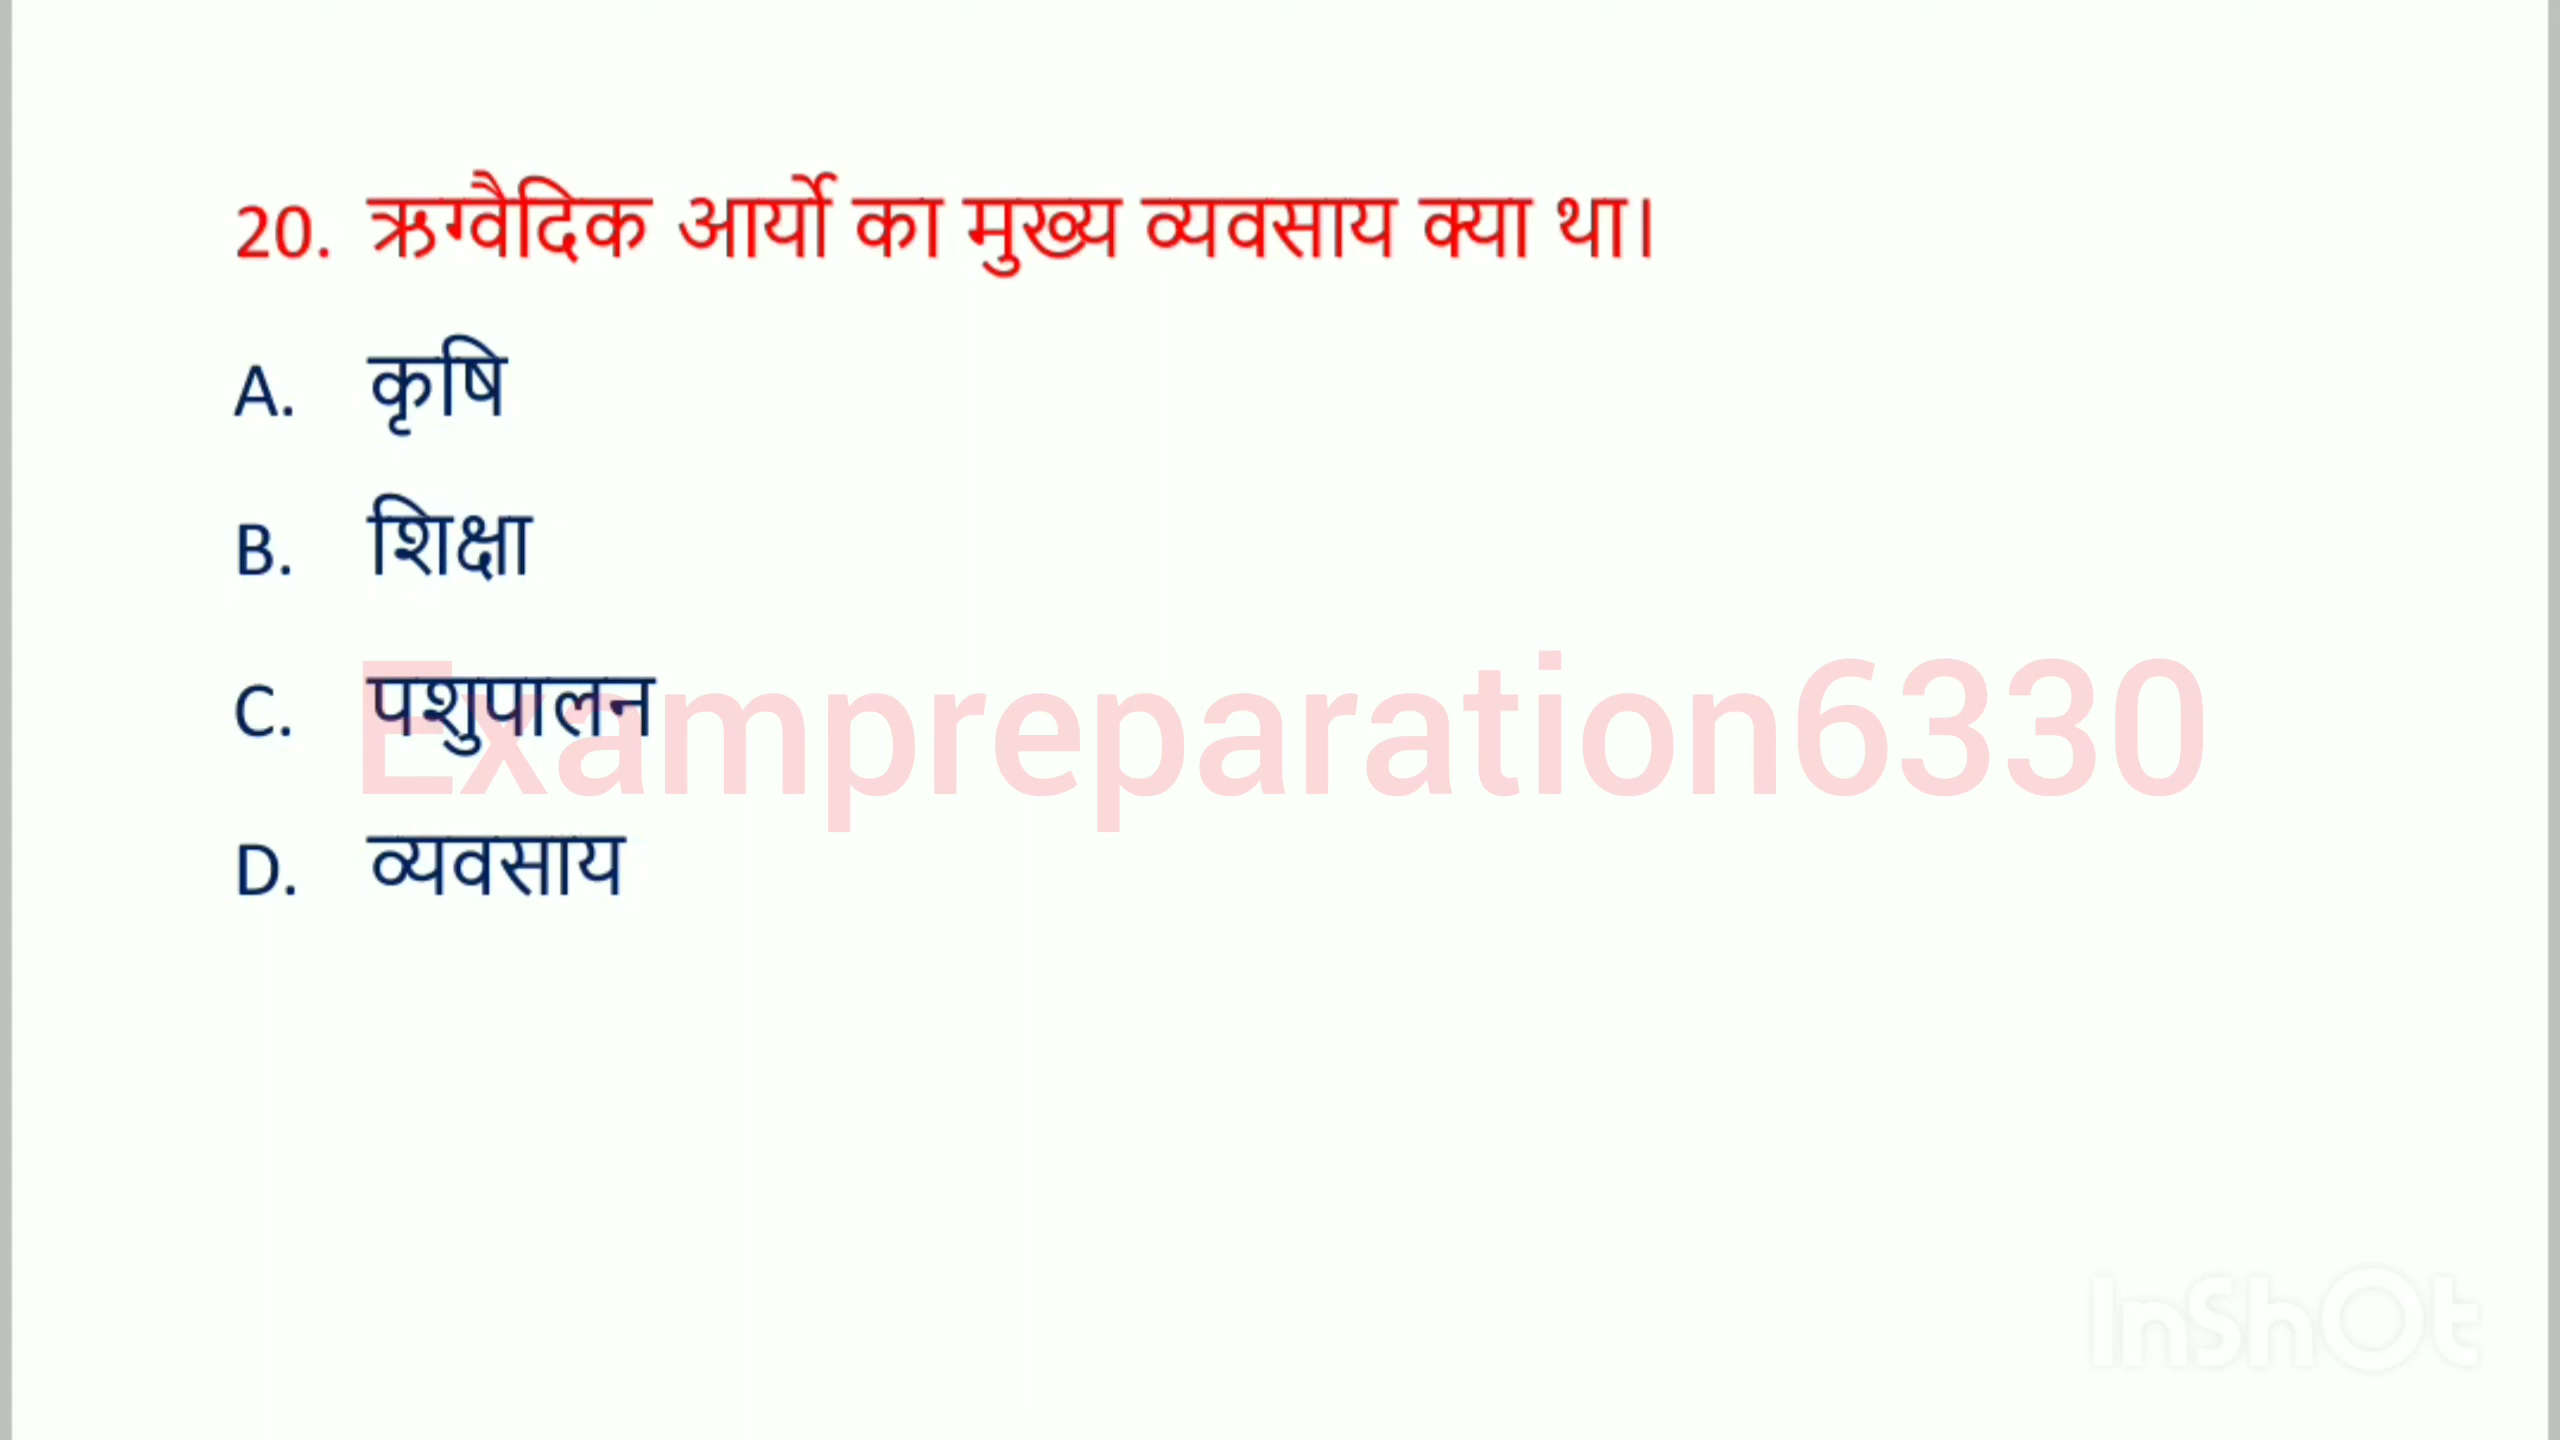 20. ऋग्वैदिक आर्यो का मुख्य व्यवसाय क्या था।
A. कृषि
B. शिक्षा
C. पशुपालन
Exampreparation6330
D. व्यवसाय
InShOt